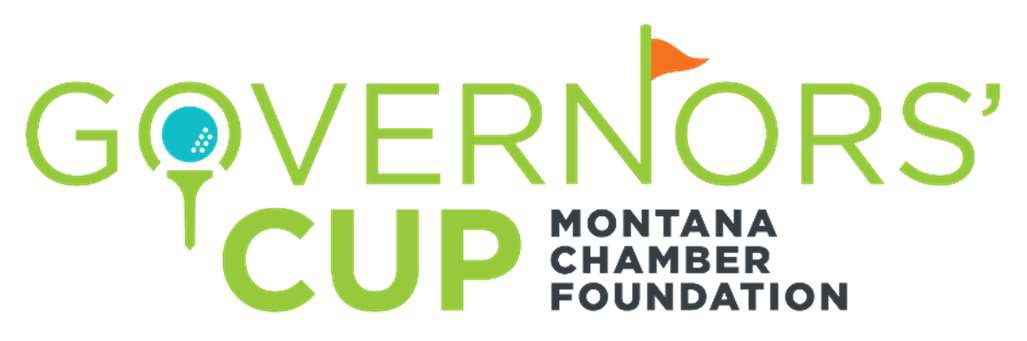 GOVERNORS'
CUP
MONTANA
CHAMBER
FOUNDATION